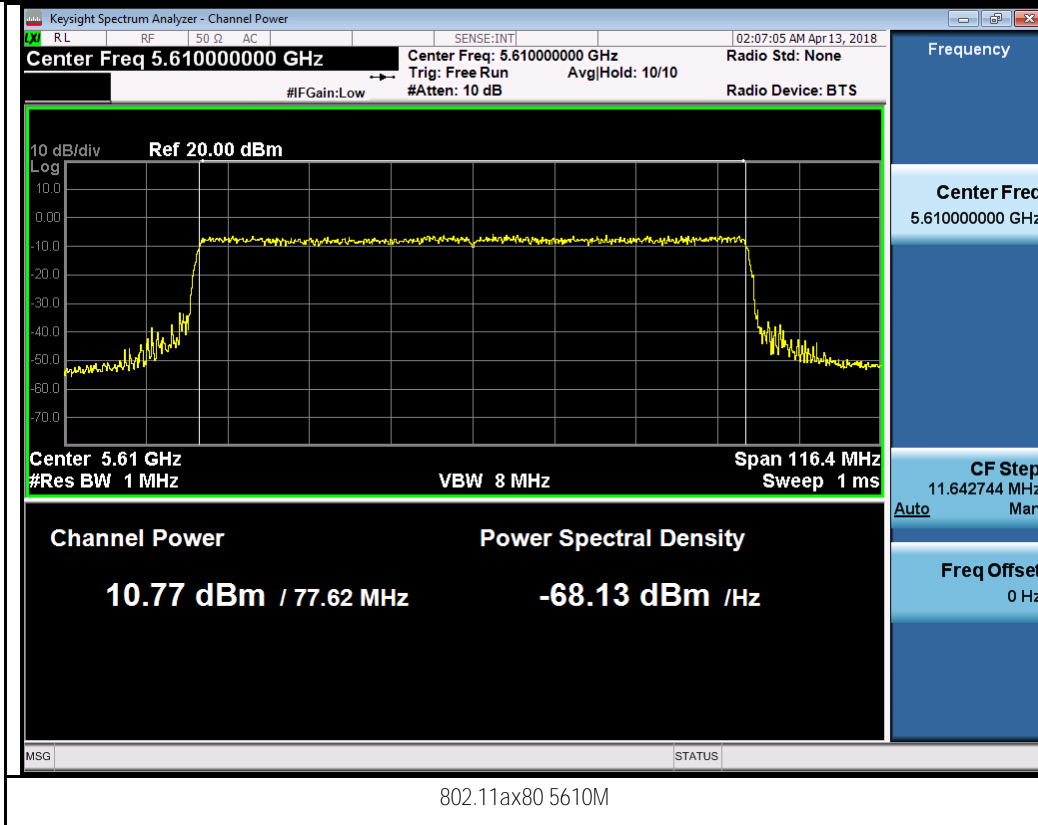 Keysight Spectrum Analyzer - Channel Power
LXI RL RF 50 Ω AC SENSE:INT 02:07:05 AM Apr 13, 2018
Center Freq 5.610000000 GHz
Center Freq: 5.610000000 GHz Radio Std: None
Trig: Free Run Avg|Hold: 10/10
#IFGain:Low #Atten: 10 dB Radio Device: BTS
10 dB/div Ref 20.00 dBm
Log
10.0
0.00
-10.0
-20.0
-30.0
-40.0
-50.0
-60.0
-70.0
Center 5.61 GHz Span 116.4 MHz
#Res BW 1 MHz VBW 8 MHz Sweep 1 ms
Channel Power Power Spectral Density
10.77 dBm / 77.62 MHz -68.13 dBm /Hz
Frequency
Center Freq
5.610000000 GHz
CF Step
11.642744 MHz
Auto Man
Freq Offset
0 Hz
MSG STATUS
802.11ax80 5610M